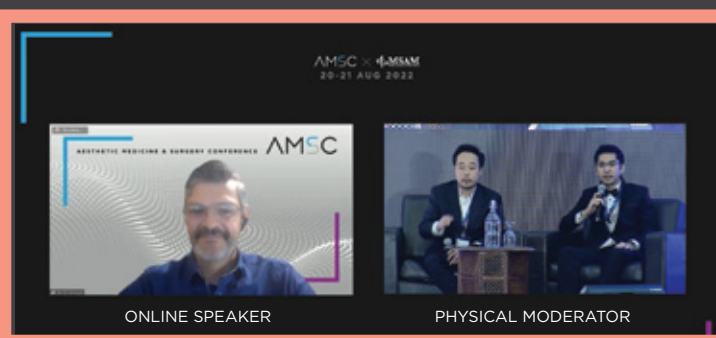 AMSC × MSAM
20-21 AUG 2022
AESTHETIC MEDICINE & SURGERY CONFERENCE AMSC
ONLINE SPEAKER
PHYSICAL MODERATOR